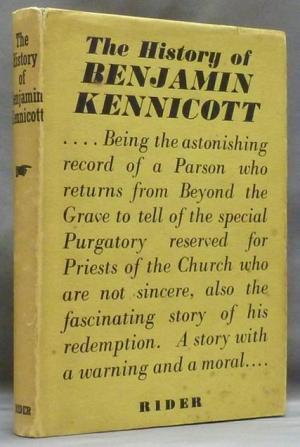 The
History
of
Benjamin
Kennicott
RIDER
The History of
BENJAMIN
KENNICOTT
. . . . Being the astonishing
record of a Parson who
returns from Beyond the
Grave to tell of the special
Purgatory reserved for
Priests of the Church who
are not sincere, also the
fascinating story of his
redemption. A story with
a warning and a moral . . . .
RIDER